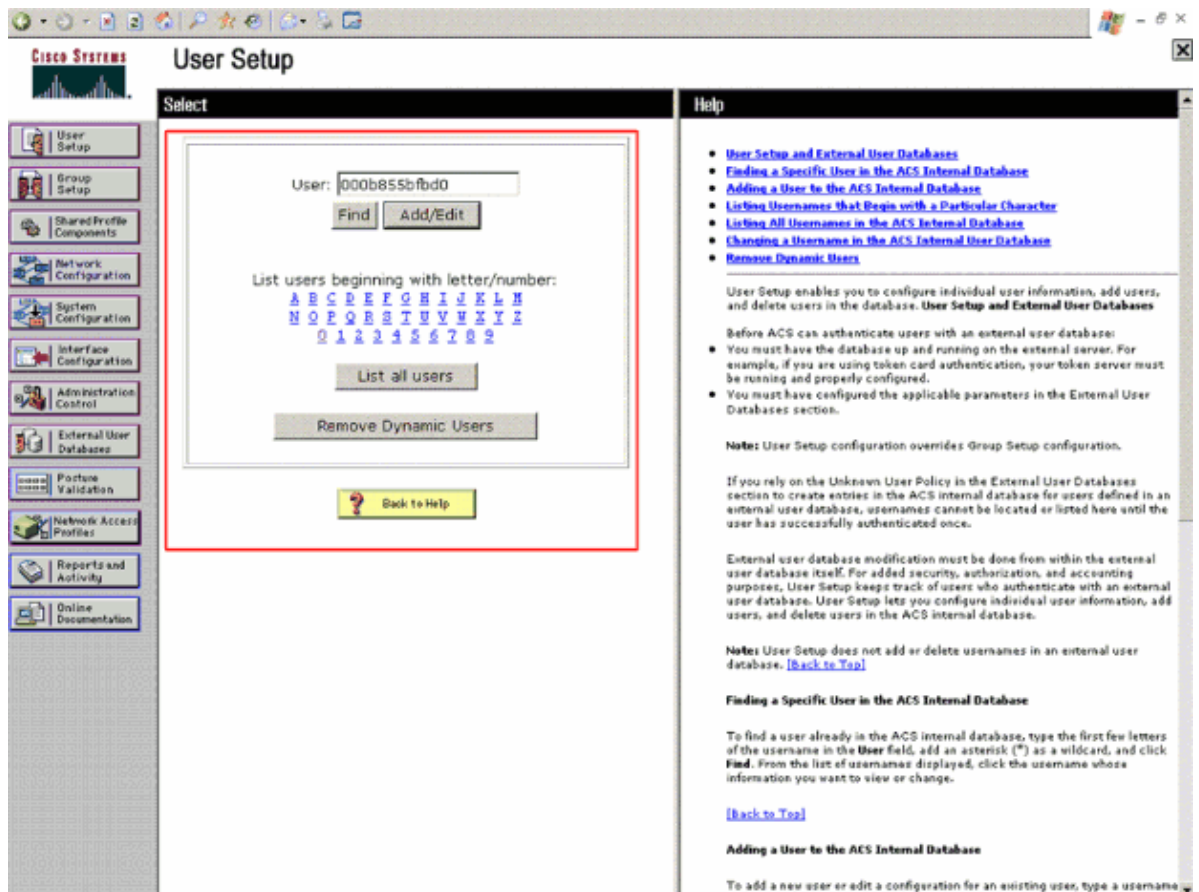 CISCO SYSTEMS
User Setup
User
Setup
Group
Setup
Shared Profile
Components
Network
Configuration
System
Configuration
Interface
Configuration
Administration
Control
External User
Databases
Posture
Validation
Network Access
Profiles
Reports and
Activity
Online
Documentation
Select
User: 000b855bfbd0
Find Add/Edit
List users beginning with letter/number:
A B C D E F G H I J K L M
N O P Q R S T U V W X Y Z
0 1 2 3 4 5 6 7 8 9
List all users
Remove Dynamic Users
Back to Help
Help
User Setup and External User Databases
Finding a Specific User in the ACS Internal Database
Adding a User to the ACS Internal Database
Listing Usernames that Begin with a Particular Character
Listing All Usernames in the ACS Internal Database
Changing a Username in the ACS Internal User Database
Remove Dynamic Users
User Setup enables you to configure individual user information, add users,
and delete users in the database. User Setup and External User Databases
Before ACS can authenticate users with an external user database:
You must have the database up and running on the external server. For
example, if you are using token card authentication, your token server must
be running and properly configured.
You must have configured the applicable parameters in the External User
Databases section.
Note: User Setup configuration overrides Group Setup configuration.
If you rely on the Unknown User Policy in the External User Databases
section to create entries in the ACS internal database for users defined in an
external user database, usernames cannot be located or listed here until the
user has successfully authenticated once.
External user database modification must be done from within the external
user database itself. For added security, authorization, and accounting
purposes, User Setup keeps track of users who authenticate with an external
user database. User Setup lets you configure individual user information, add
users, and delete users in the ACS internal database.
Note: User Setup does not add or delete usernames in an external user
database. [Back to Top]
Finding a Specific User in the ACS Internal Database
To find a user already in the ACS internal database, type the first few letters
of the username in the User field, add an asterisk (*) as a wildcard, and click
Find. From the list of usernames displayed, click the username whose
information you want to view or change.
[Back to Top]
Adding a User to the ACS Internal Database
To add a new user or edit a configuration for an existing user, type a username